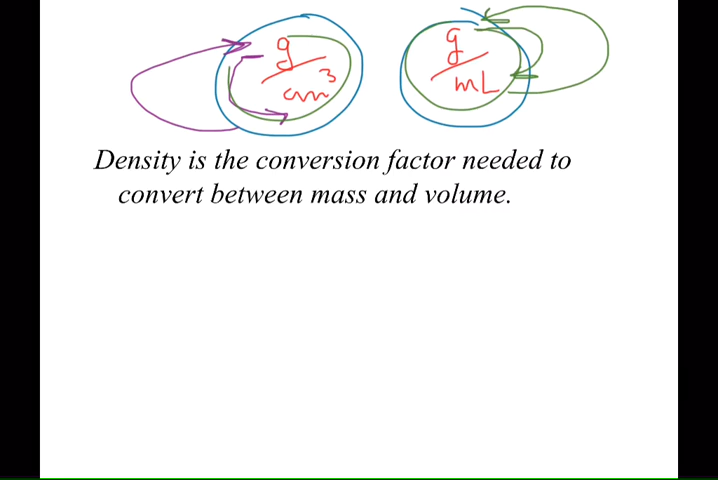 g/cm³ g/mL
Density is the conversion factor needed to
convert between mass and volume.